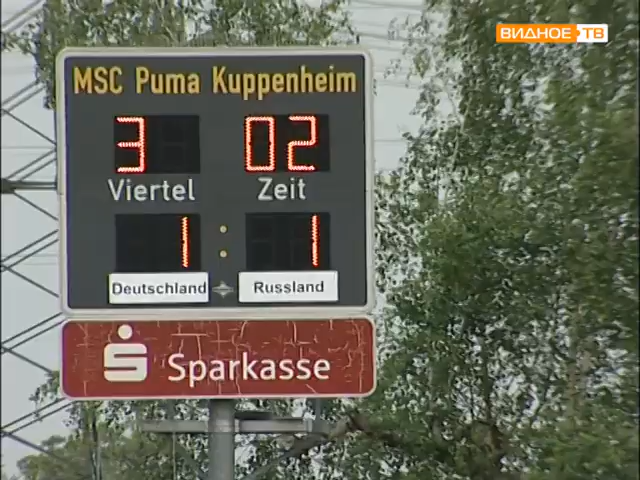 ВИДНОЕ ТВ
MSC Puma Kuppenheim
3 02
Viertel Zeit
1 : 1
Deutschland Russland
Sparkasse